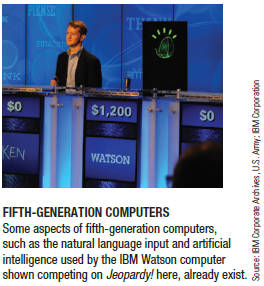 THINK
$0
$1,200
$0
KEN
WATSON
FIFTH-GENERATION COMPUTERS
Some aspects of fifth-generation computers,
such as the natural language input and artificial
intelligence used by the IBM Watson computer
shown competing on Jeopardy! here, already exist.
Source: IBM Corporate Archives, U.S. Army; IBM Corporation